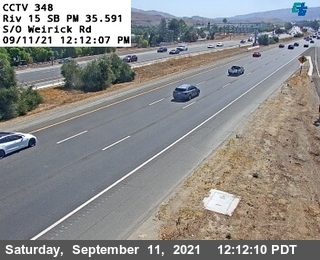 CCTV 348
Riv 15 SB PM 35.591
S/O Weirick Rd
09/11/21 12:12:07 PM
Saturday, September 11, 2021 12:12:10 PDT